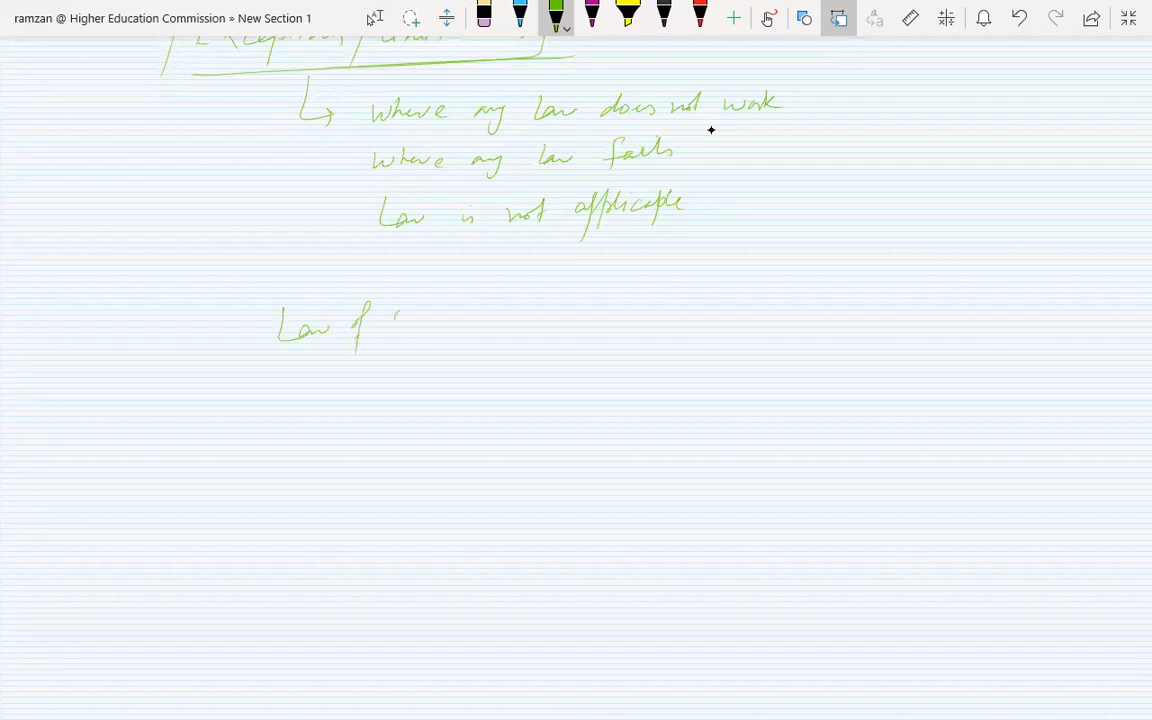 ramzan @ Higher Education Commission » New Section 1
Where any law does not work
Where any law fails
Law is not applicable
Law of